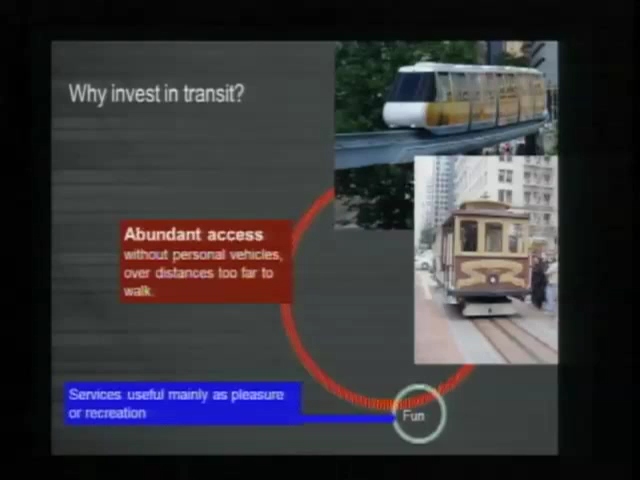 Why invest in transit?
Abundant access
without personal vehicles,
over distances too far to
walk.
Services useful mainly as pleasure
or recreation
Fun